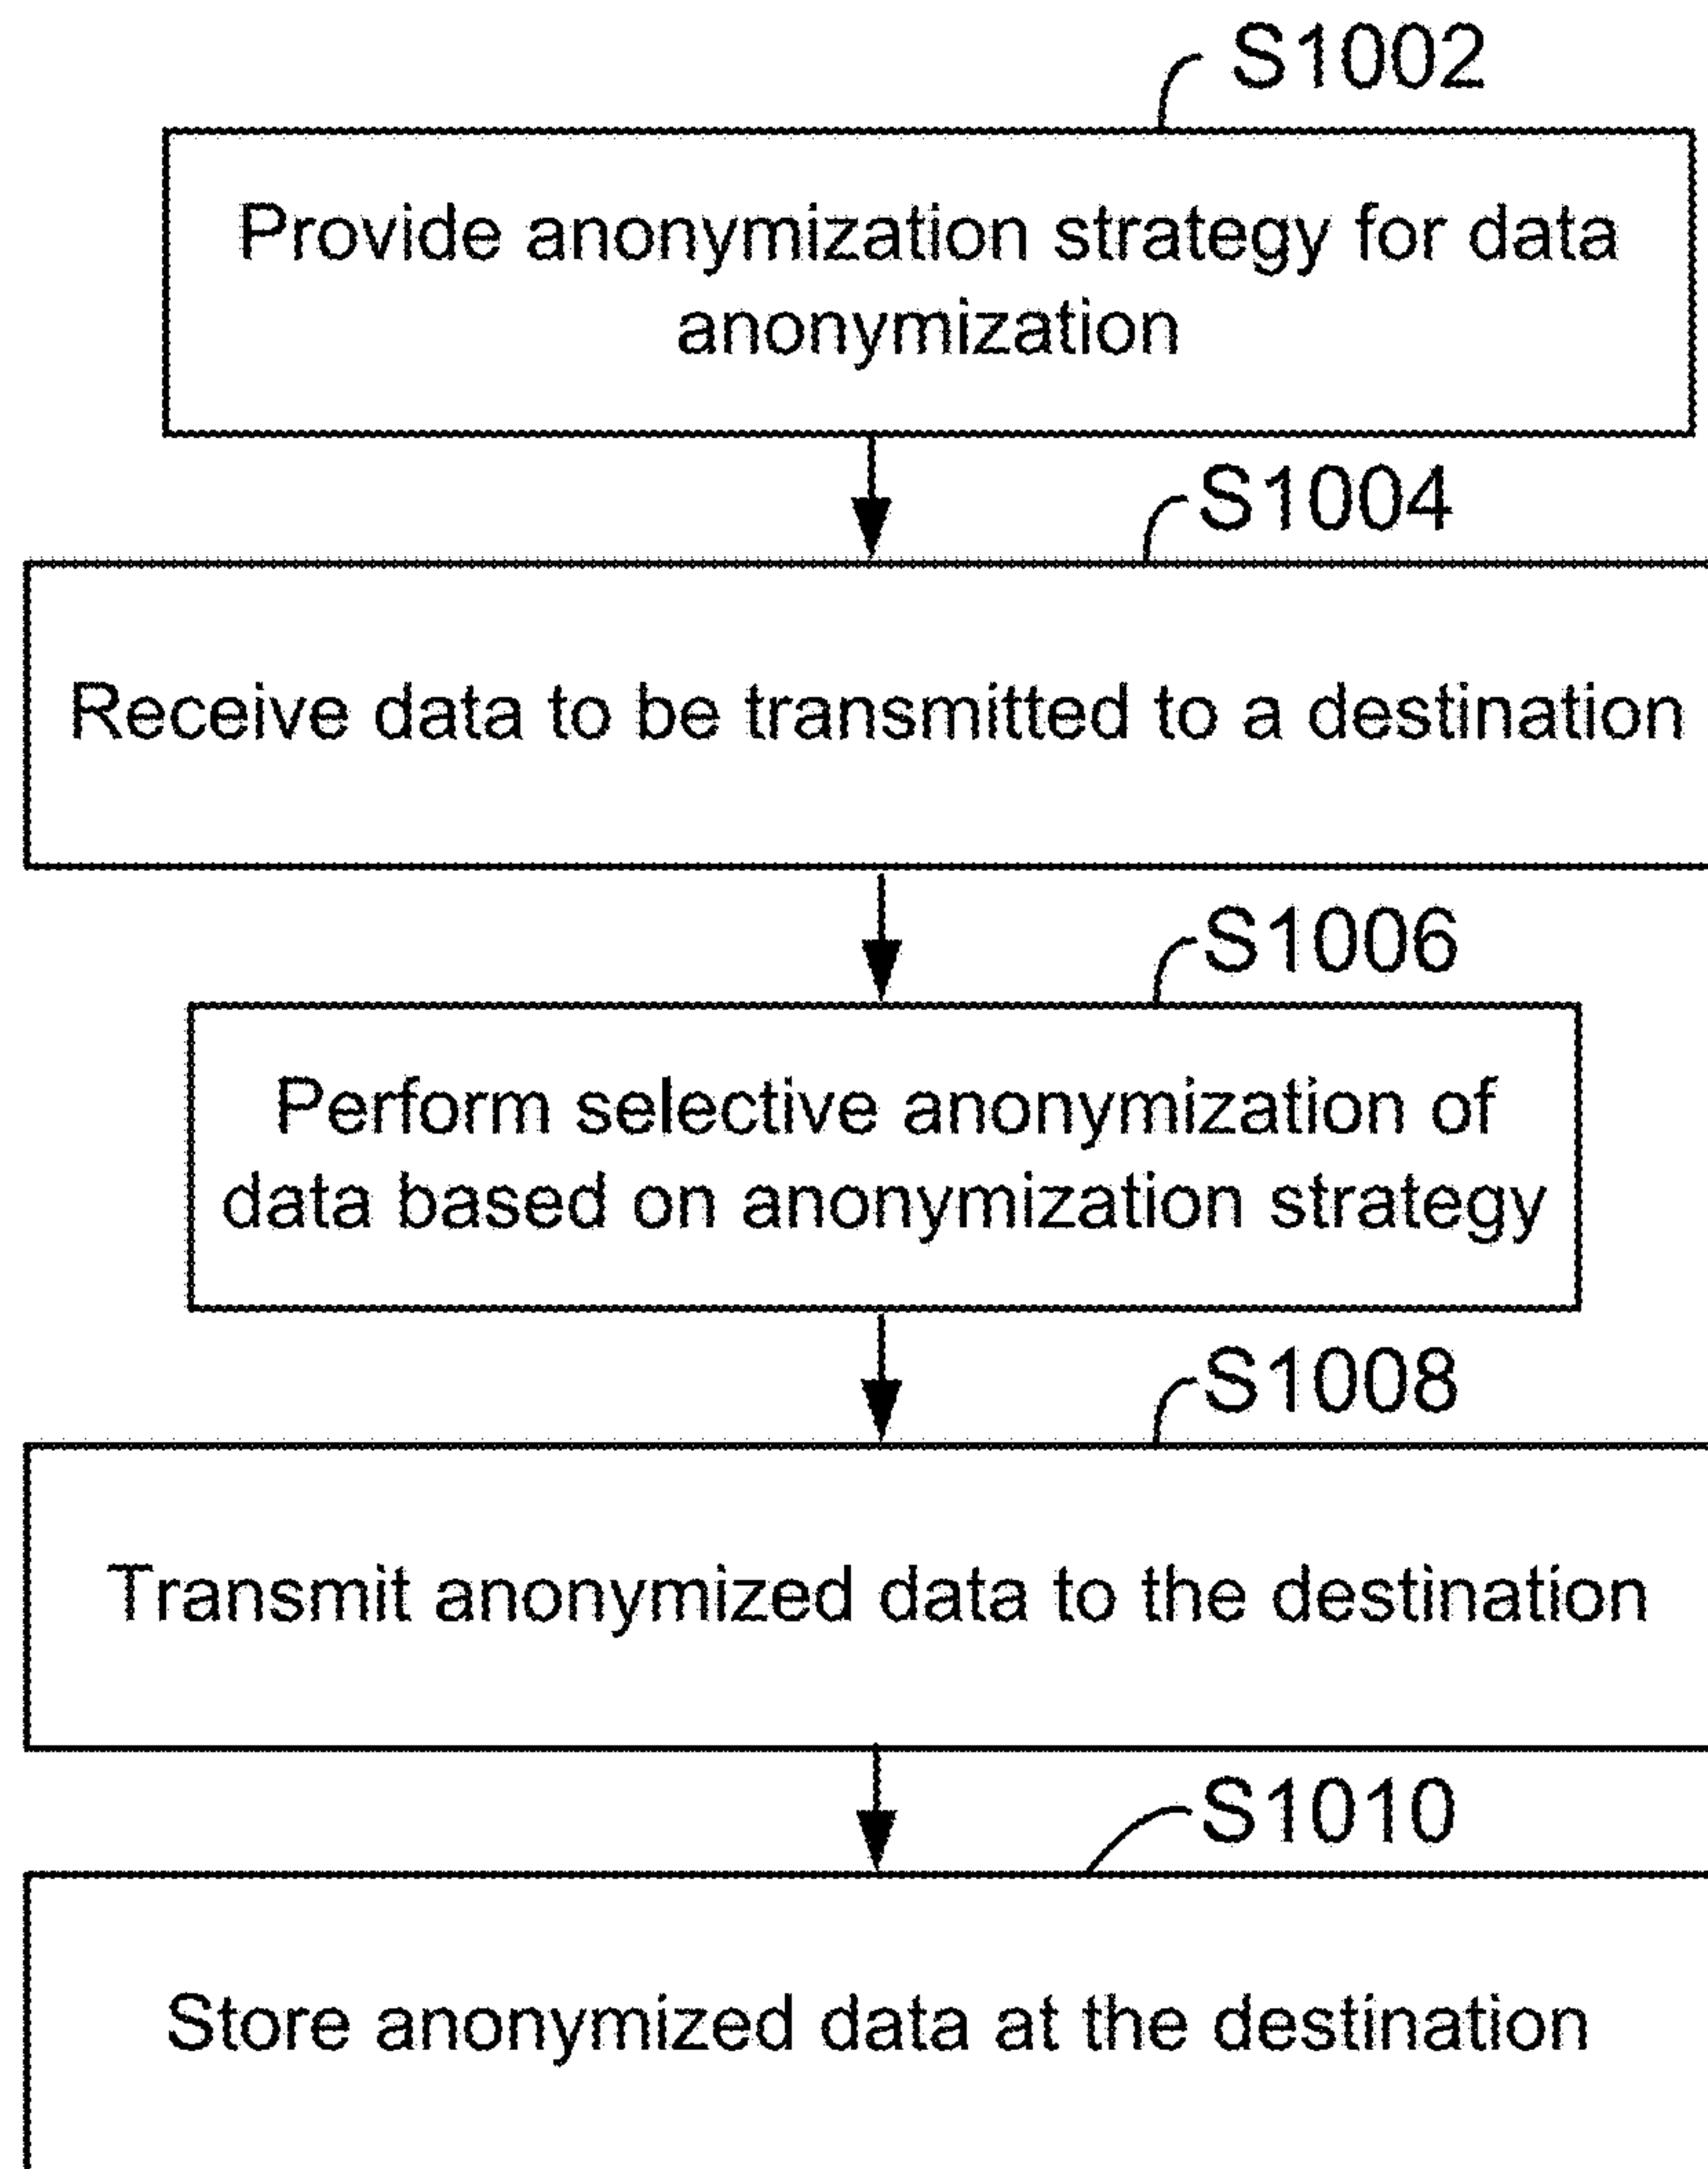 S1002
Provide anonymization strategy for data
anonymization
S1004
Receive data to be transmitted to a destination
S1006
Perform selective anonymization of
data based on anonymization strategy
S1008
Transmit anonymized data to the destination
S1010
Store anonymized data at the destination